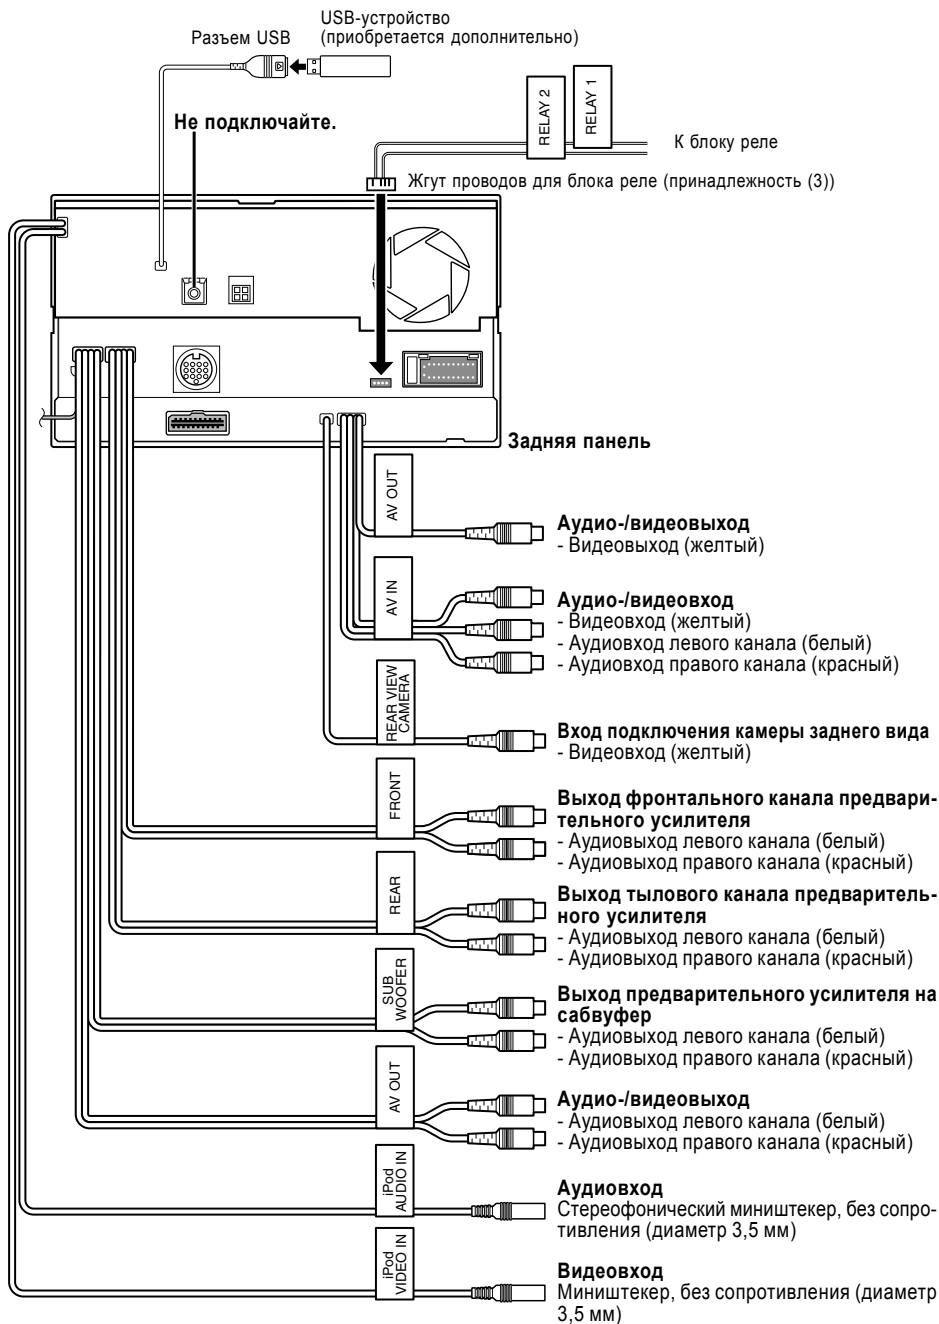 USB-устройство
(приобретается дополнительно)
Разъем USB
Не подключайте.
RELAY 2
RELAY 1
К блоку реле
Жгут проводов для блока реле (принадлежность (3))
Задняя панель
AV OUT
Аудио-/видеовыход
- Видеовыход (желтый)
AV IN
Аудио-/видеовход
- Видеовход (желтый)
- Аудиовход левого канала (белый)
- Аудиовход правого канала (красный)
REAR VIEW
CAMERA
Вход подключения камеры заднего вида
- Видеовход (желтый)
FRONT
Выход фронтального канала предвари-
тельного усилителя
- Аудиовыход левого канала (белый)
- Аудиовыход правого канала (красный)
REAR
Выход тылового канала предваритель-
ного усилителя
- Аудиовыход левого канала (белый)
- Аудиовыход правого канала (красный)
SUB
WOOFER
Выход предварительного усилителя на
сабвуфер
- Аудиовыход левого канала (белый)
- Аудиовыход правого канала (красный)
AV OUT
Аудио-/видеовыход
- Аудиовыход левого канала (белый)
- Аудиовыход правого канала (красный)
iPod
AUDIO IN
Аудиовход
Стереофонический миништекер, без сопро-
тивления (диаметр 3,5 мм)
iPod
VIDEO IN
Видеовход
Миништекер, без сопротивления (диаметр
3,5 мм)